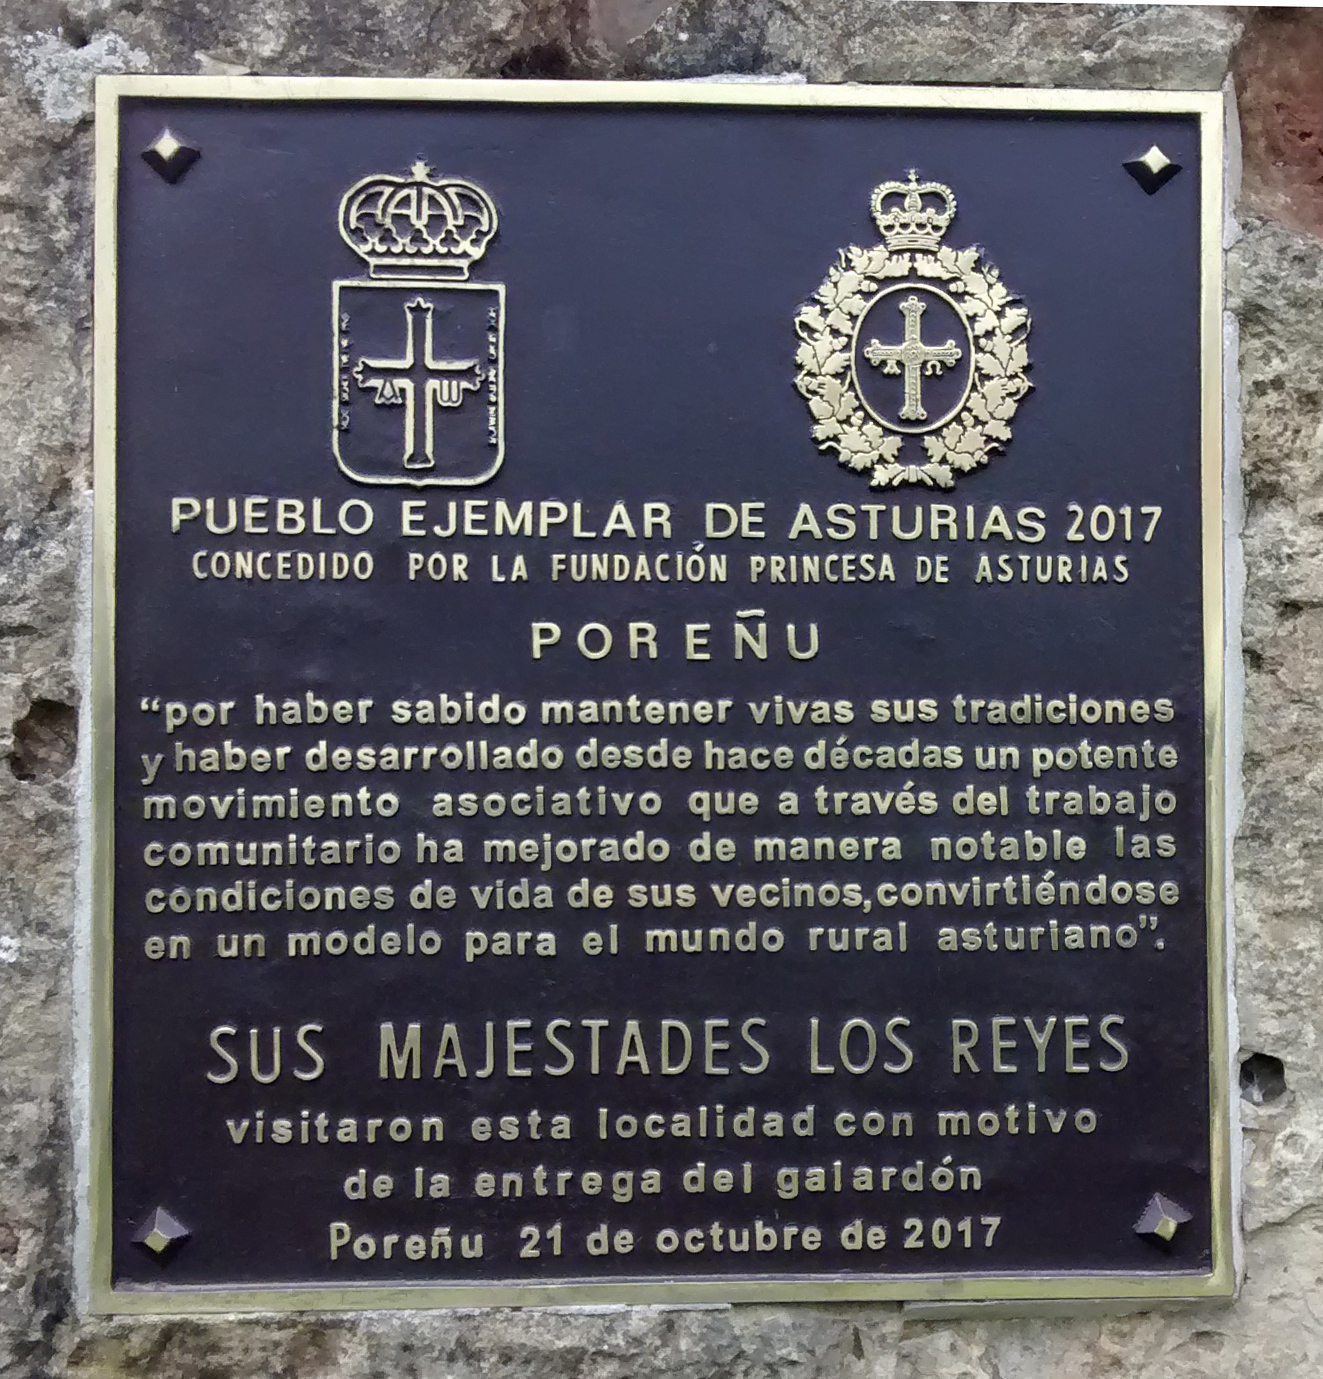 PUEBLO EJEMPLAR DE ASTURIAS 2017
CONCEDIDO POR LA FUNDACIÓN PRINCESA DE ASTURIAS
POREÑU
“por haber sabido mantener vivas sus tradiciones
y haber desarrollado desde hace décadas un potente
movimiento asociativo que a través del trabajo
comunitario ha mejorado de manera notable las
condiciones de vida de sus vecinos,convirtiéndose
en un modelo para el mundo rural asturiano”.
SUS MAJESTADES LOS REYES
visitaron esta localidad con motivo
de la entrega del galardón
Poreñu 21 de octubre de 2017